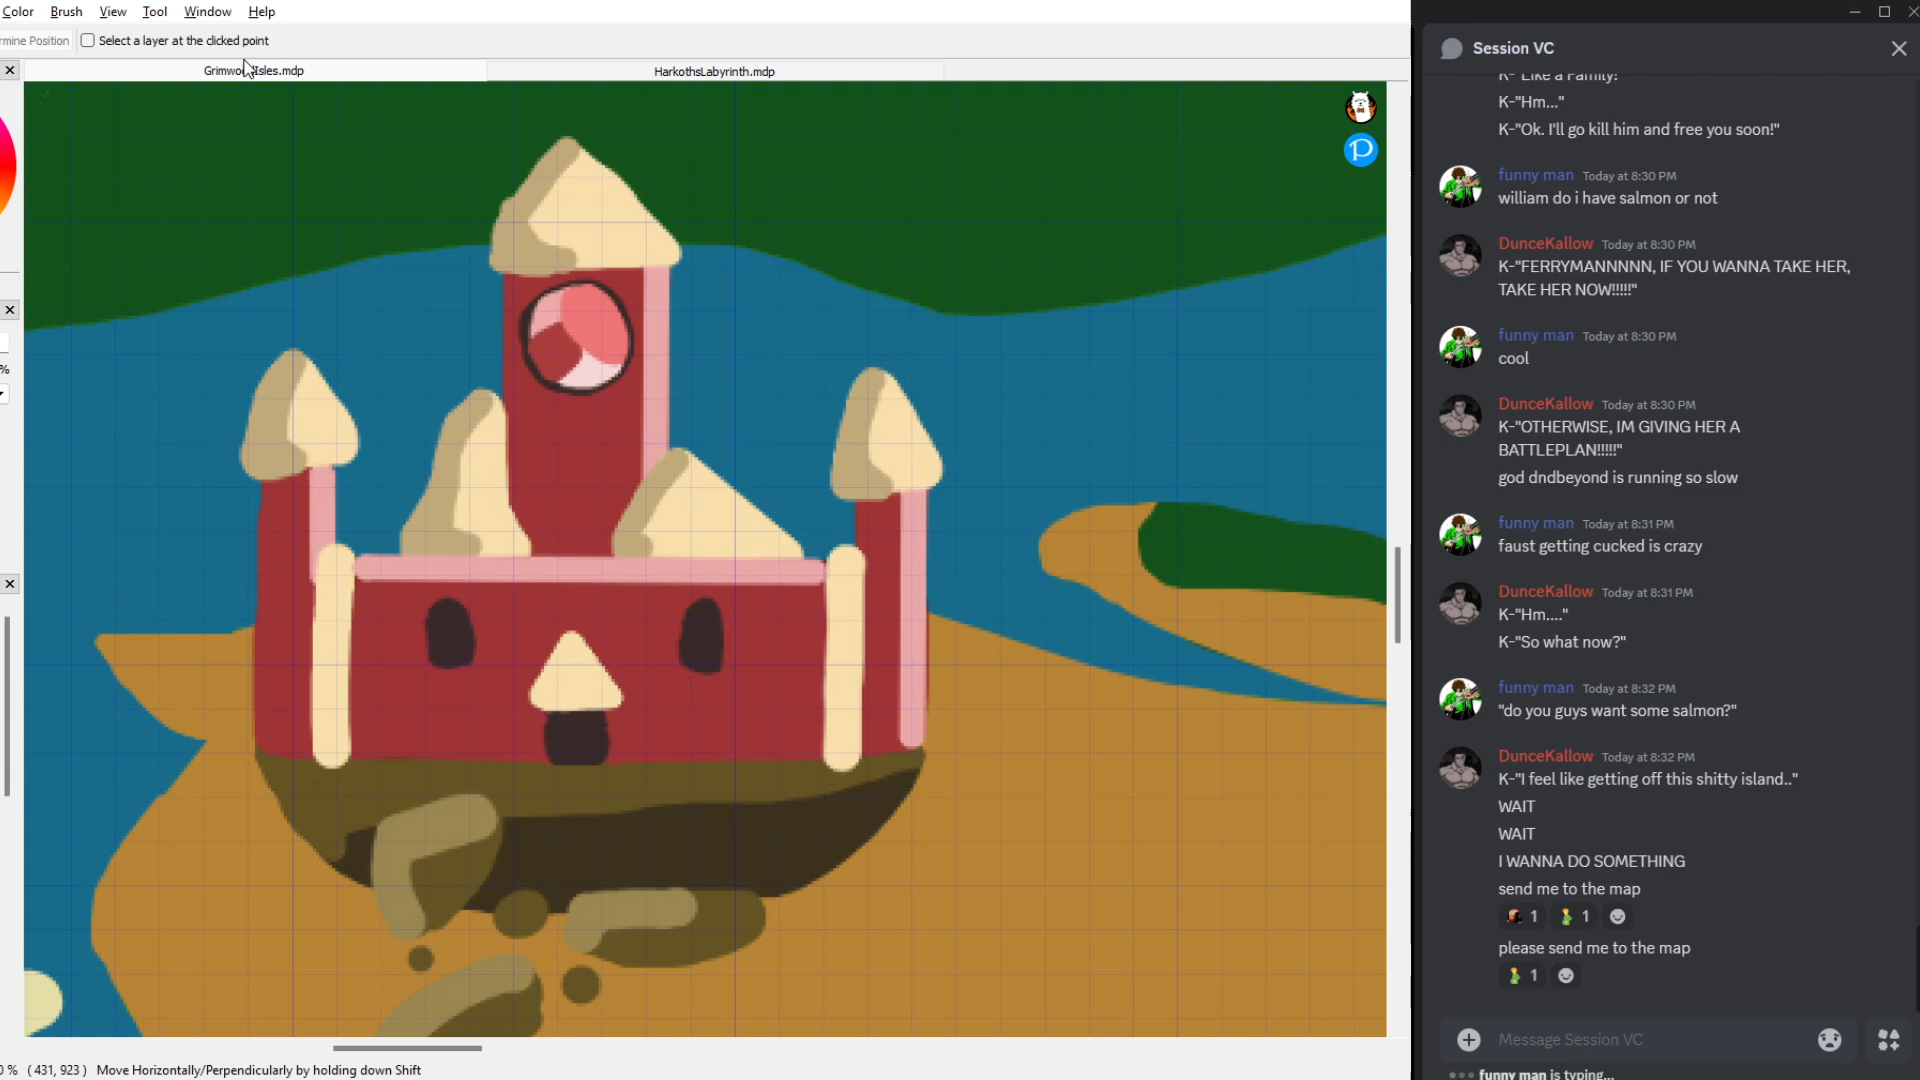 Color Brush View Tool Window Help
rmine Position Select a layer at the clicked point
Isles.mdp
HarkothsLabyrinth.mdp
%
0 % ( 431, 923 ) Move Horizontally/Perpendicularly by holding down Shift
Session VC
K-"Like a Family!
K-"Hm..."
K-"Ok. I'll go kill him and free you soon!"
funny man Today at 8:30 PM
william do i have salmon or not
DunceKallow Today at 8:30 PM
K-"FERRYMANNNNN, IF YOU WANNA TAKE HER,
TAKE HER NOW!!!!!"
funny man Today at 8:30 PM
cool
DunceKallow Today at 8:30 PM
K-"OTHERWISE, IM GIVING HER A
BATTLEPLAN!!!!!"
god dndbeyond is running so slow
funny man Today at 8:31 PM
faust getting cucked is crazy
DunceKallow Today at 8:31 PM
K-"Hm...."
K-"So what now?"
funny man Today at 8:32 PM
"do you guys want some salmon?"
DunceKallow Today at 8:32 PM
K-"I feel like getting off this shitty island.."
WAIT
WAIT
I WANNA DO SOMETHING
send me to the map
1 1
please send me to the map
1
Message Session VC
funny man is typing...